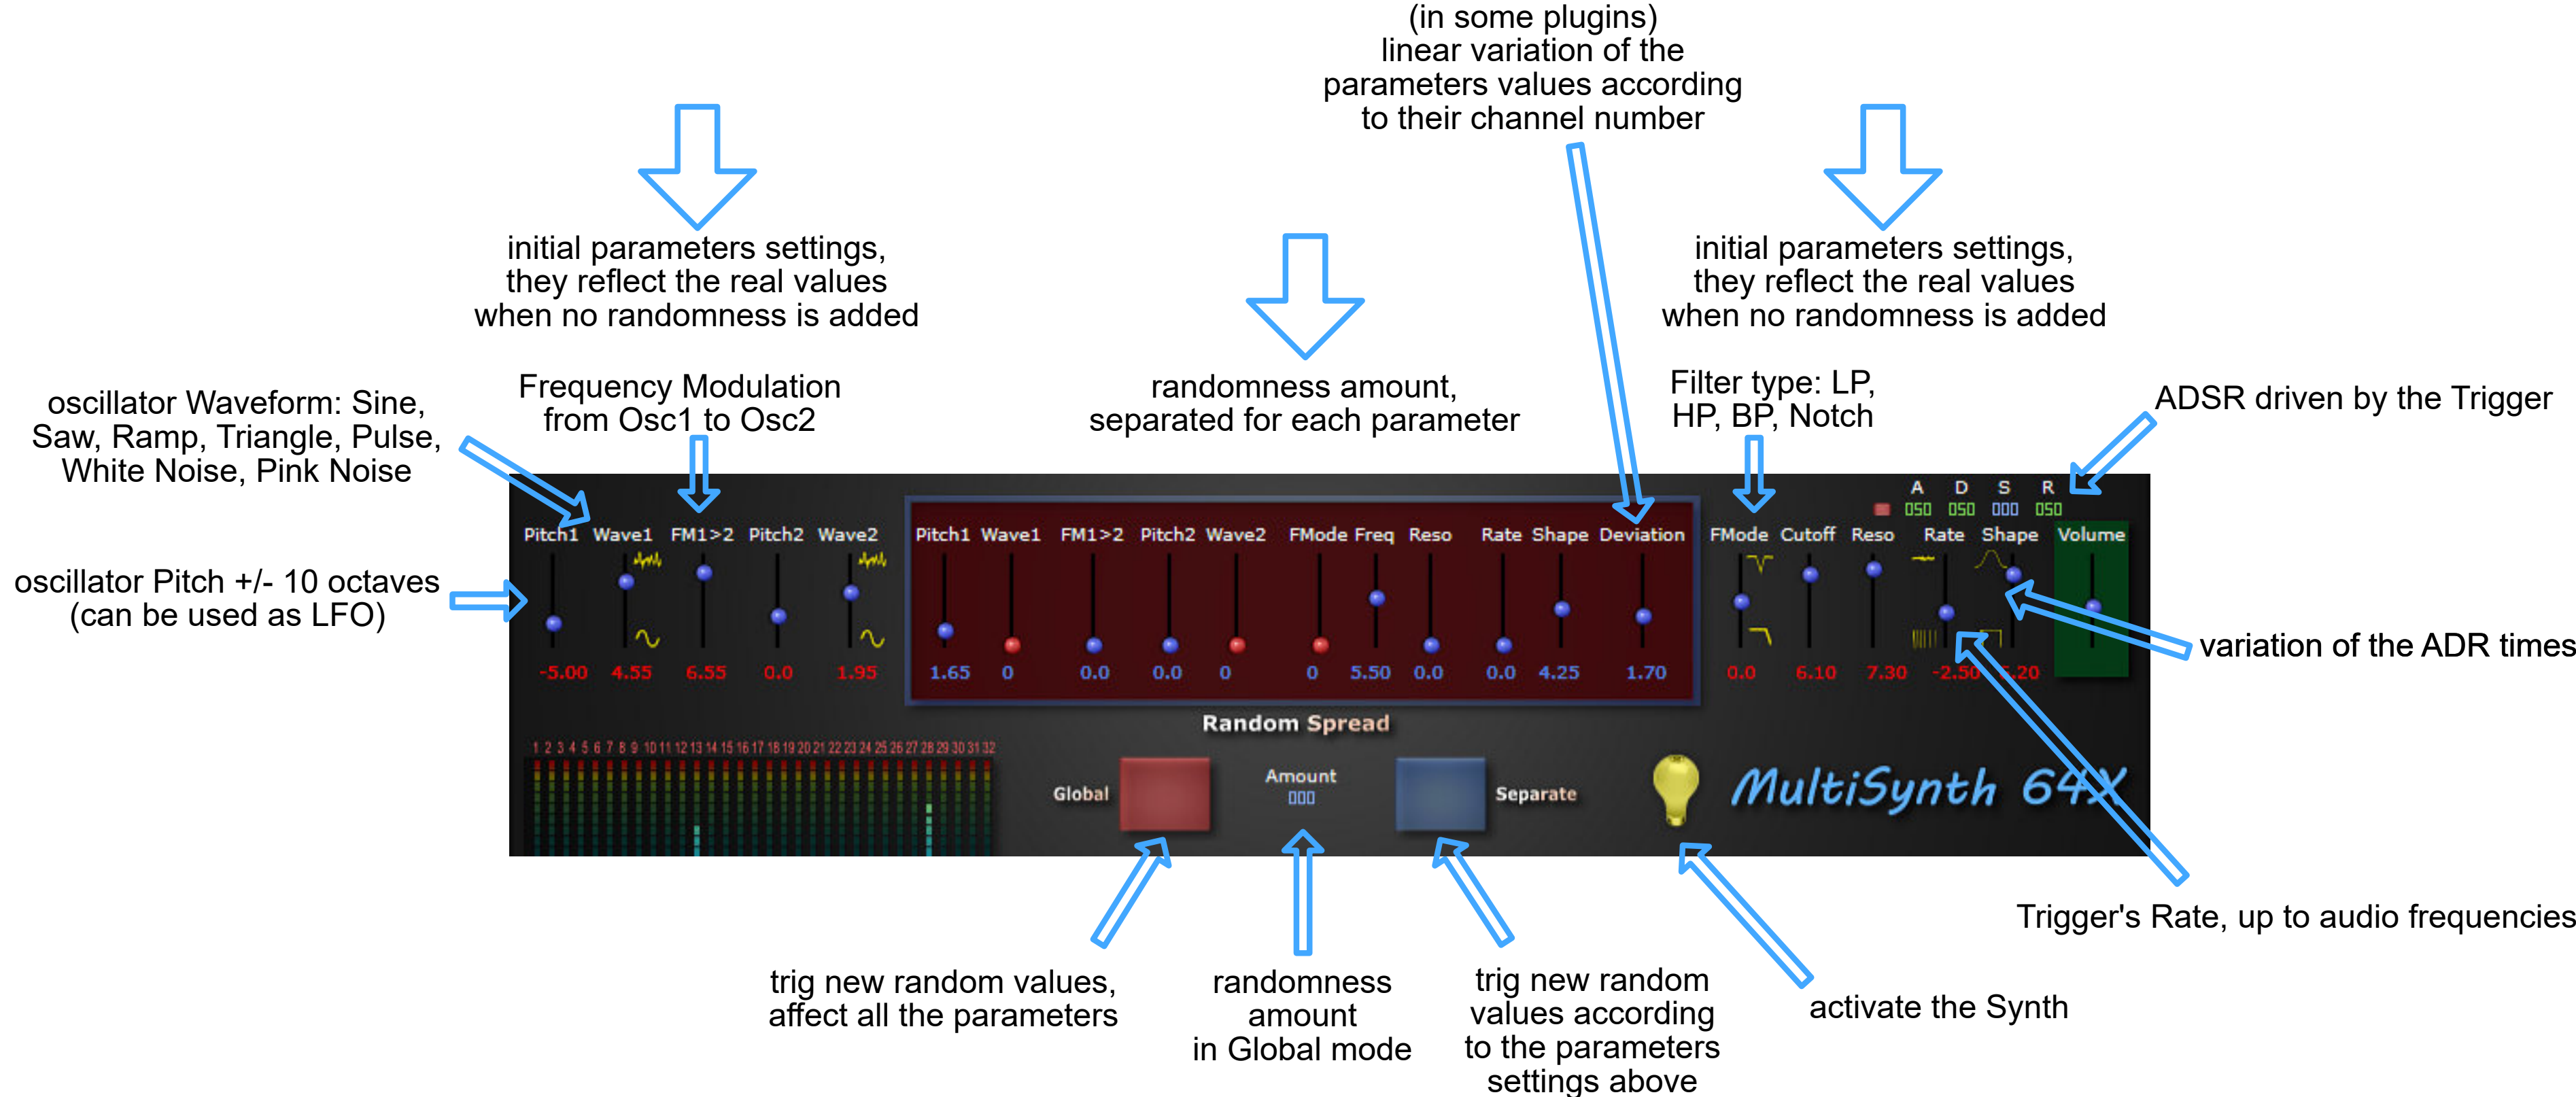 (in some plugins)
linear variation of the
parameters values according
to their channel number
initial parameters settings,
they reflect the real values
when no randomness is added
initial parameters settings,
they reflect the real values
when no randomness is added
oscillator Waveform: Sine,
Saw, Ramp, Triangle, Pulse,
White Noise, Pink Noise
Frequency Modulation
from Osc1 to Osc2
randomness amount,
separated for each parameter
Filter type: LP,
HP, BP, Notch
ADSR driven by the Trigger
oscillator Pitch +/- 10 octaves
(can be used as LFO)
A D S R
050 050 000 050
Pitch1 Wave1 FM1>2 Pitch2 Wave2
-5.00 4.55 6.55 0.0 1.95
Pitch1 Wave1 FM1>2 Pitch2 Wave2 FMode Freq Reso Rate Shape Deviation
1.65 0 0.0 0.0 0 0 5.50 0.0 0.0 4.25 1.70
FMode Cutoff Reso Rate Shape Volume
0.0 6.10 7.30 -2.50 .20
variation of the ADR times
Random Spread
1 2 3 4 5 6 7 8 9 10 11 12 13 14 15 16 17 18 19 20 21 22 23 24 25 26 27 28 29 30 31 32
Global
Amount
000
Separate
MultiSynth 64X
Trigger's Rate, up to audio frequencies
trig new random values,
affect all the parameters
randomness
amount
in Global mode
trig new random
values according
to the parameters
settings above
activate the Synth